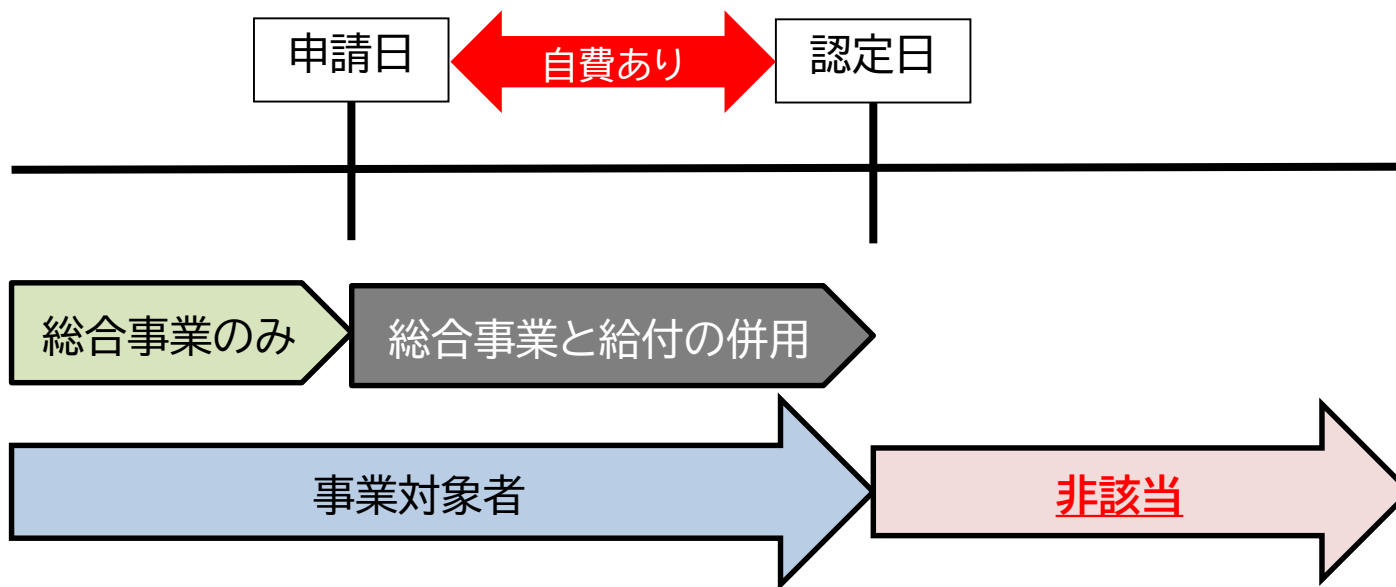 申請日
自費あり
認定日
総合事業のみ
総合事業と給付の併用
事業対象者
非該当